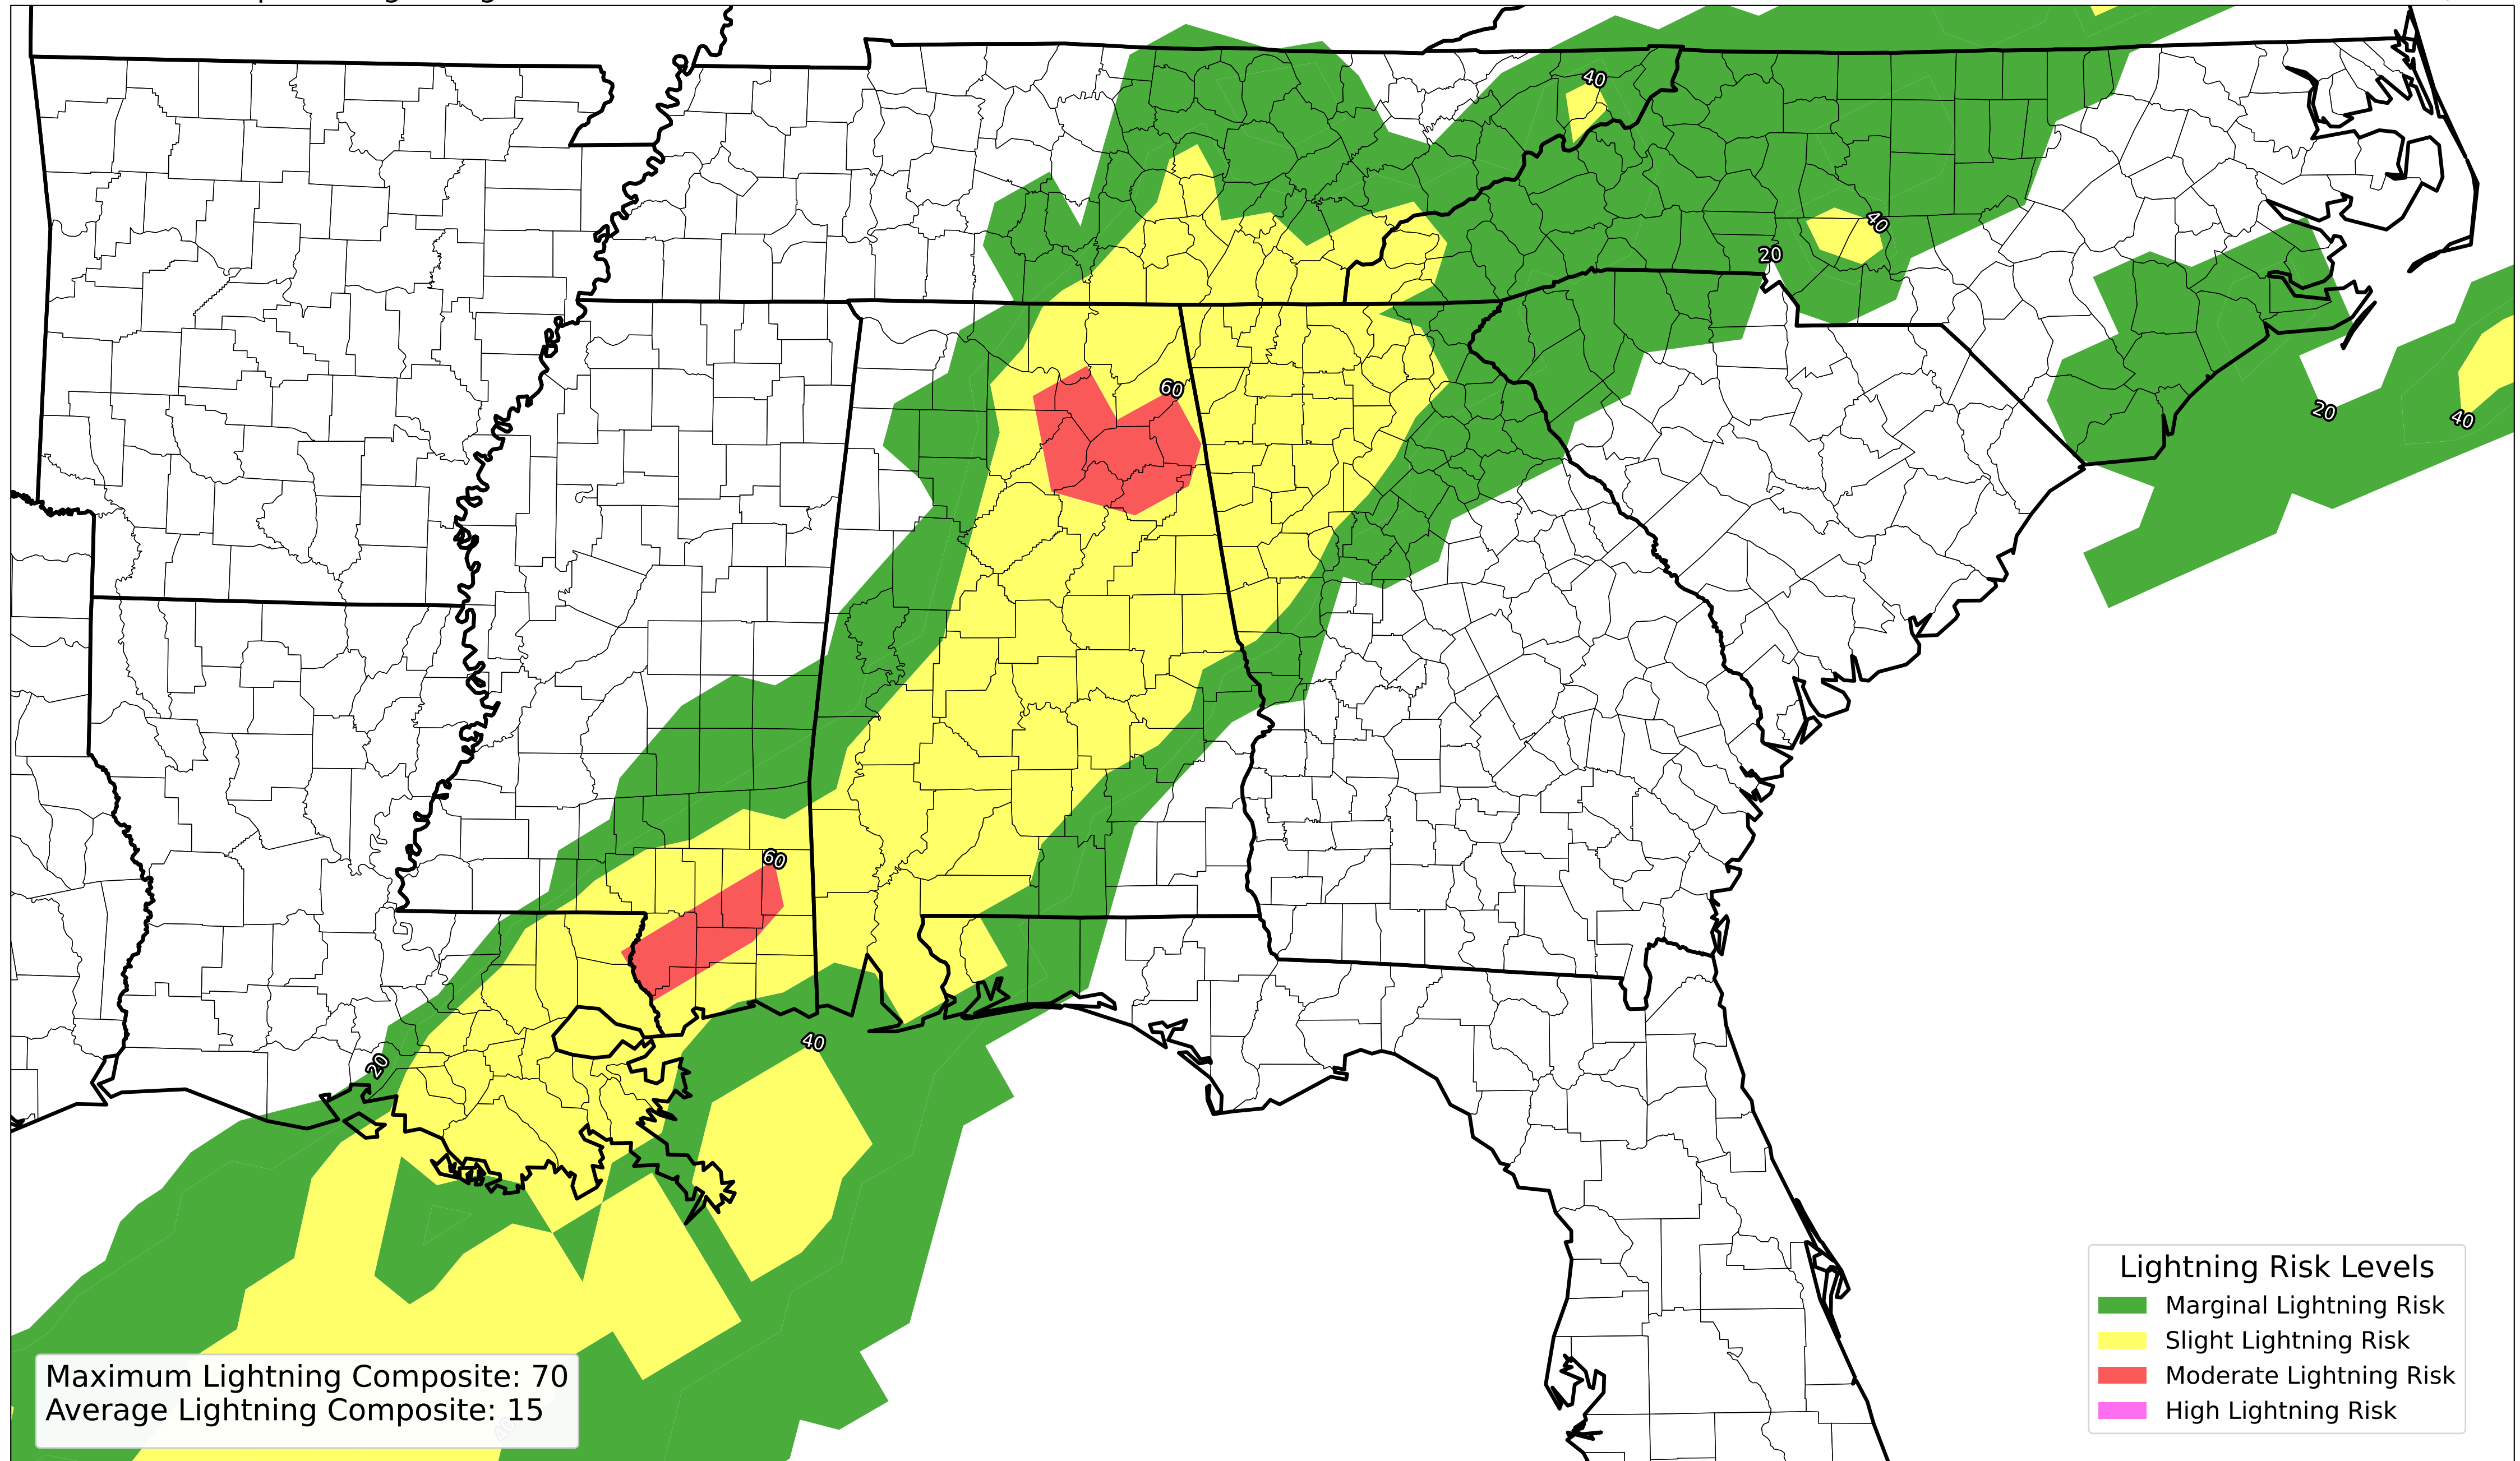 40
40
20
60
20
40
60
40
20
Lightning Risk Levels
Marginal Lightning Risk
Slight Lightning Risk
Moderate Lightning Risk
High Lightning Risk
Maximum Lightning Composite: 70
Average Lightning Composite: 15